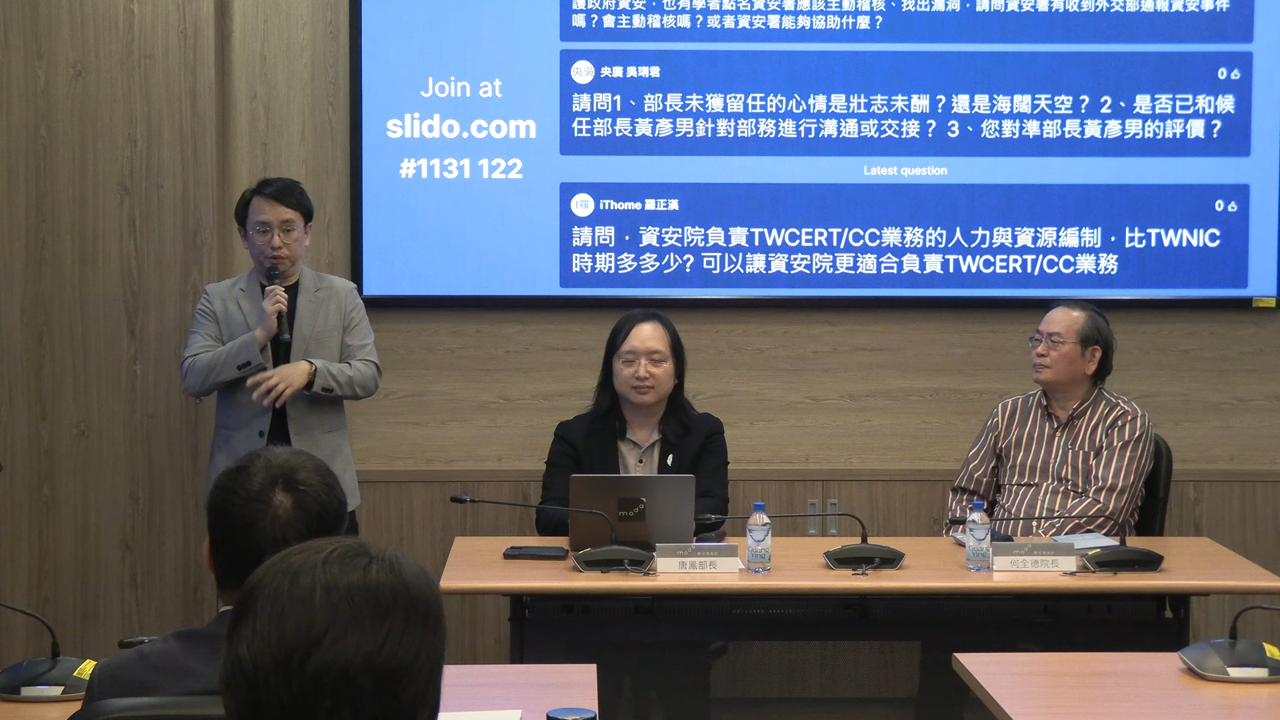 護政府資安，也有學者點名資安署應該主動稽核、找出漏洞，請問資安署有收到外交部通報資安事件
嗎？會主動稽核嗎？或者資安署能夠協助什麼？
Join at
slido.com
#1131 122
央廣 吳琍君
0
請問1、部長未獲留任的心情是壯志未酬？還是海闊天空？ 2、是否已和候
任部長黃彥男針對部務進行溝通或交接？ 3、您對準部長黃彥男的評價？
Latest question
iThome 羅正漢
0
請問，資安院負責TWCERT/CC業務的人力與資源編制，比TWNIC
時期多多少? 可以讓資安院更適合負責TWCERT/CC業務
moda
moda
唐鳳部長
moda
何全德院長